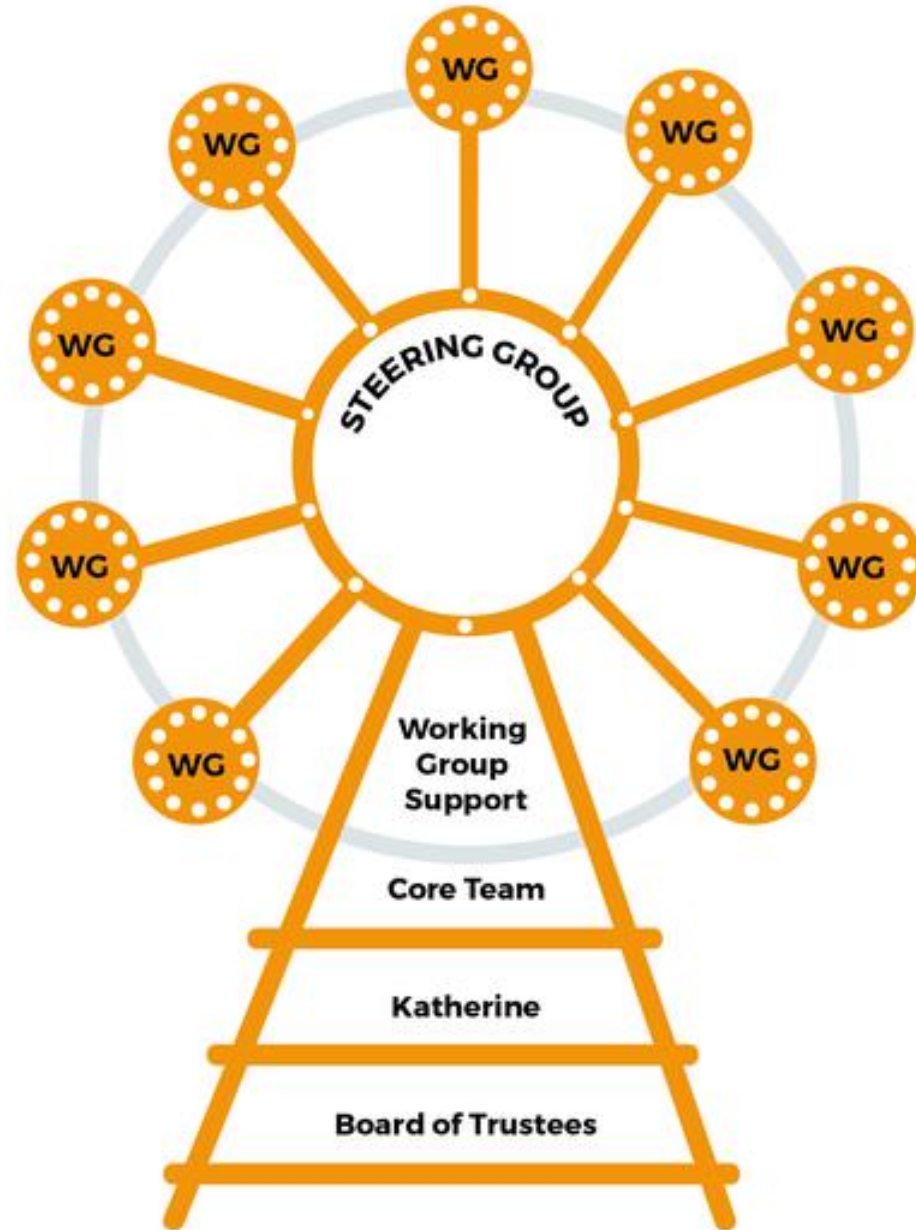 WG
WG
WG
WG
WG
STEERING GROUP
WG
WG
WG
WG
Working
Group
Support
Core Team
Katherine
Board of Trustees